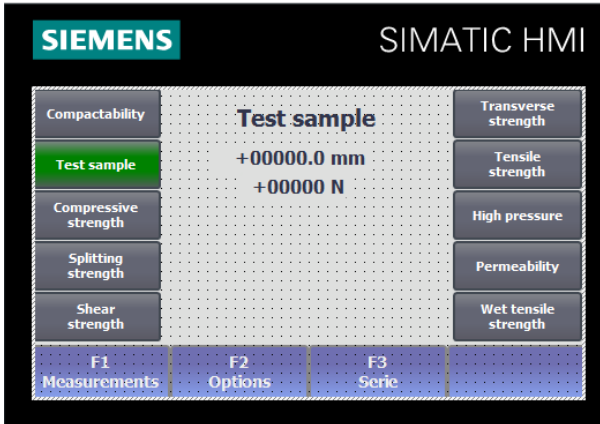 SIEMENS
SIMATIC HMI
Compactability
Test sample
Compressive
strength
Splitting
strength
Shear
strength
Test sample
+00000.0 mm
+00000 N
Transverse
strength
Tensile
strength
High pressure
Permeability
Wet tensile
strength
F1
Measurements
F2
Options
F3
Serie